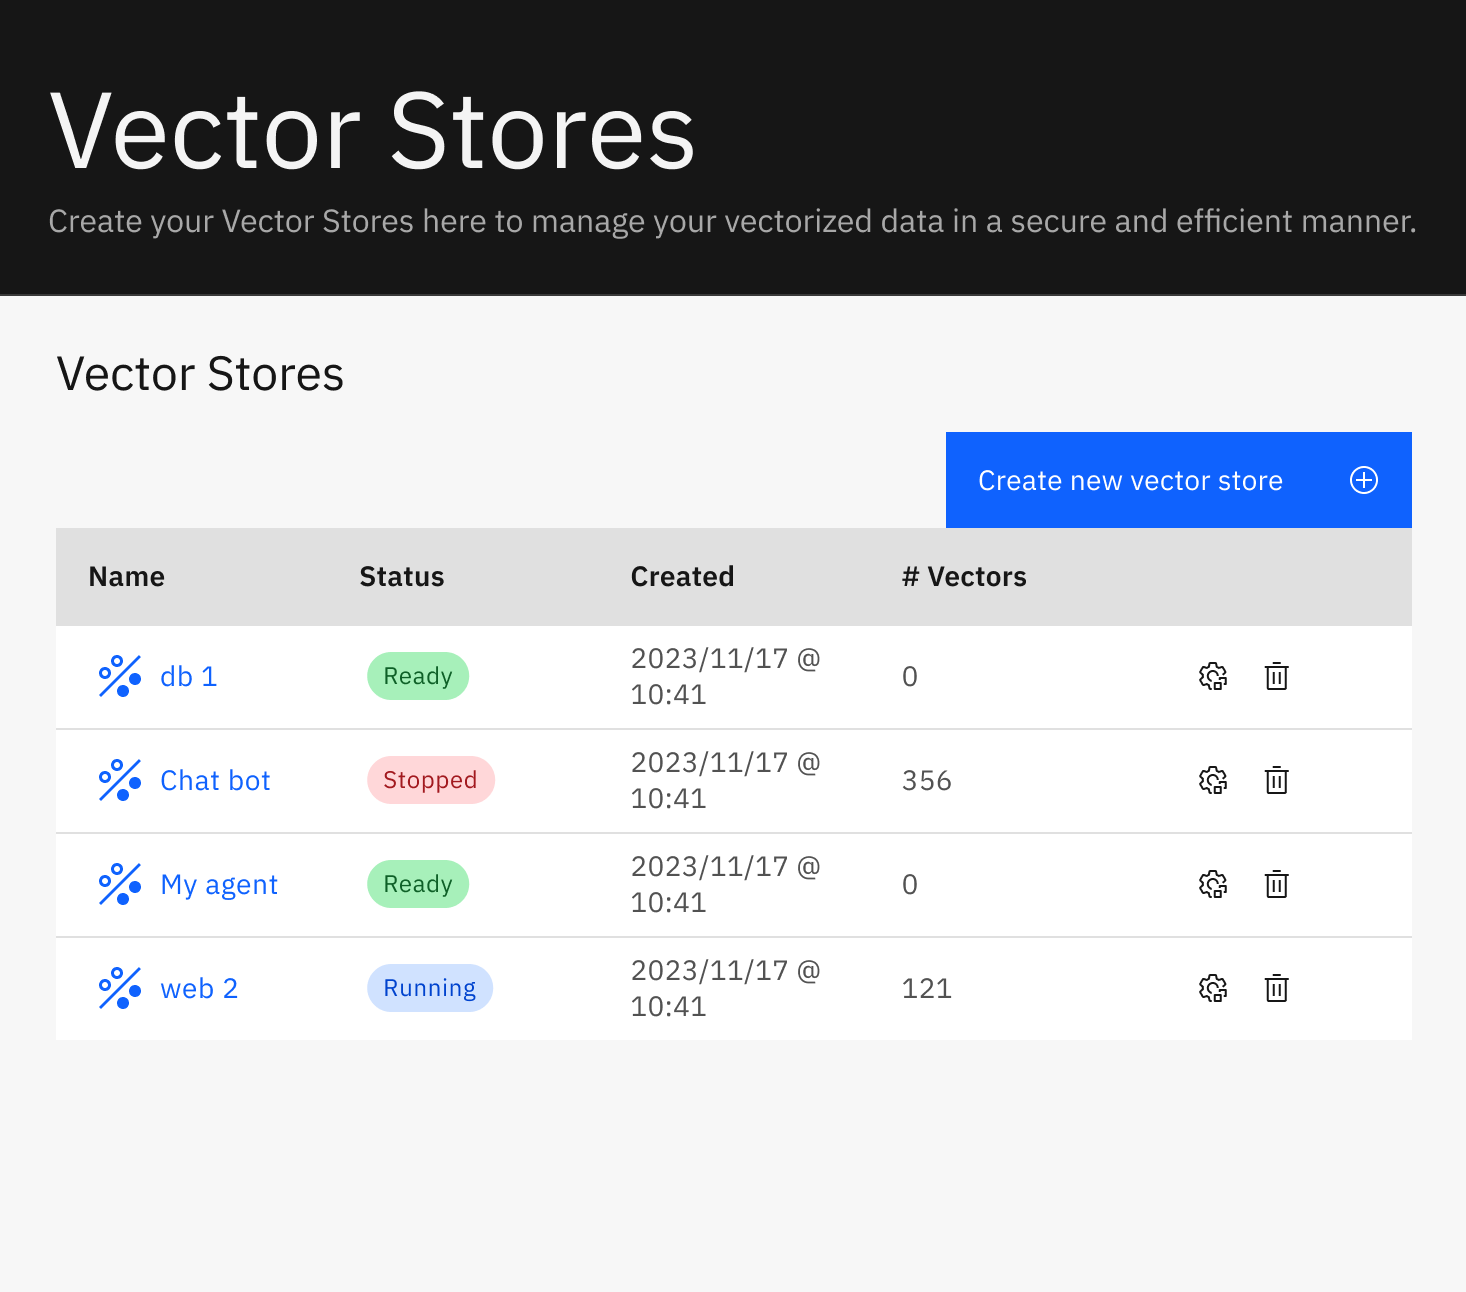 Vector Stores
Create your Vector Stores here to manage your vectorized data in a secure and efficient manner.
Vector Stores
Create new vector store
Name Status Created # Vectors
db 1 Ready 2023/11/17 @ 0
10:41
Chat bot Stopped 2023/11/17 @ 356
10:41
My agent Ready 2023/11/17 @ 0
10:41
web 2 Running 2023/11/17 @ 121
10:41